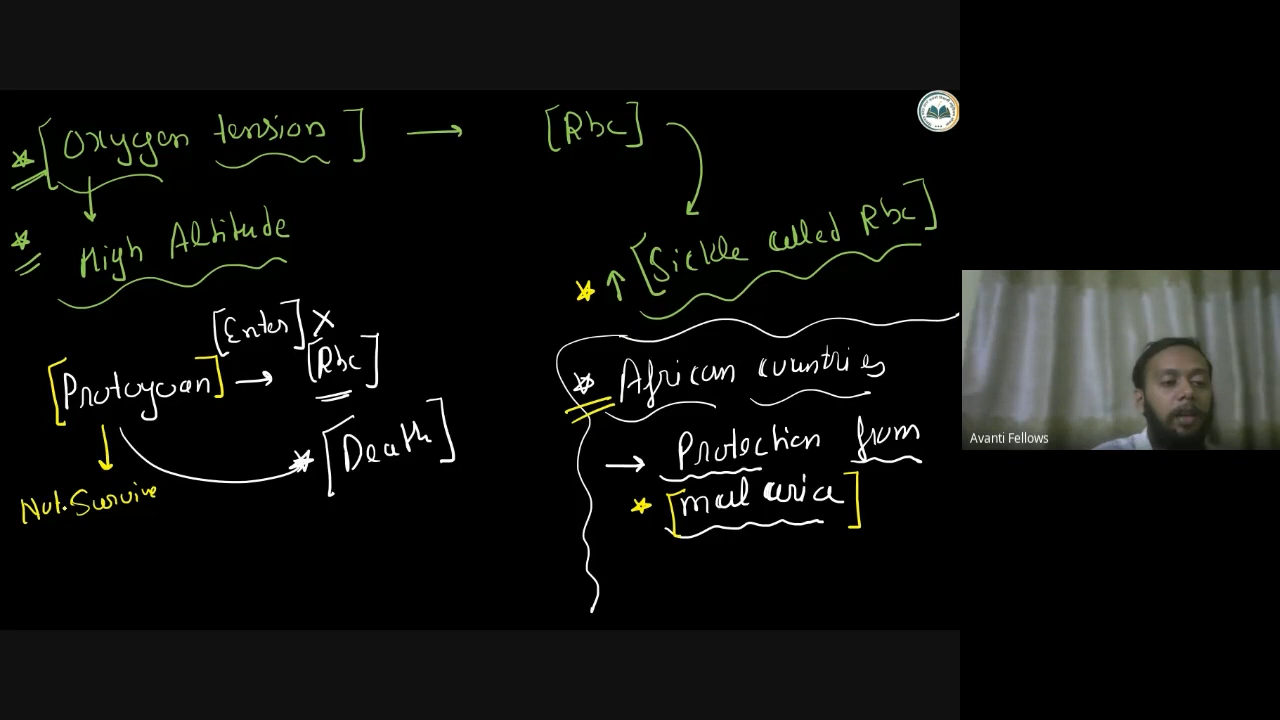 [Oxygen tension] → [Rbc]
High Altitude
↑ [Sickle celled Rbc]
[Enter] X
[Protozoan] → [Rbc]
[Death]
Not. Survive
African countries
→ Protection from
[malaria]
Avanti Fellows